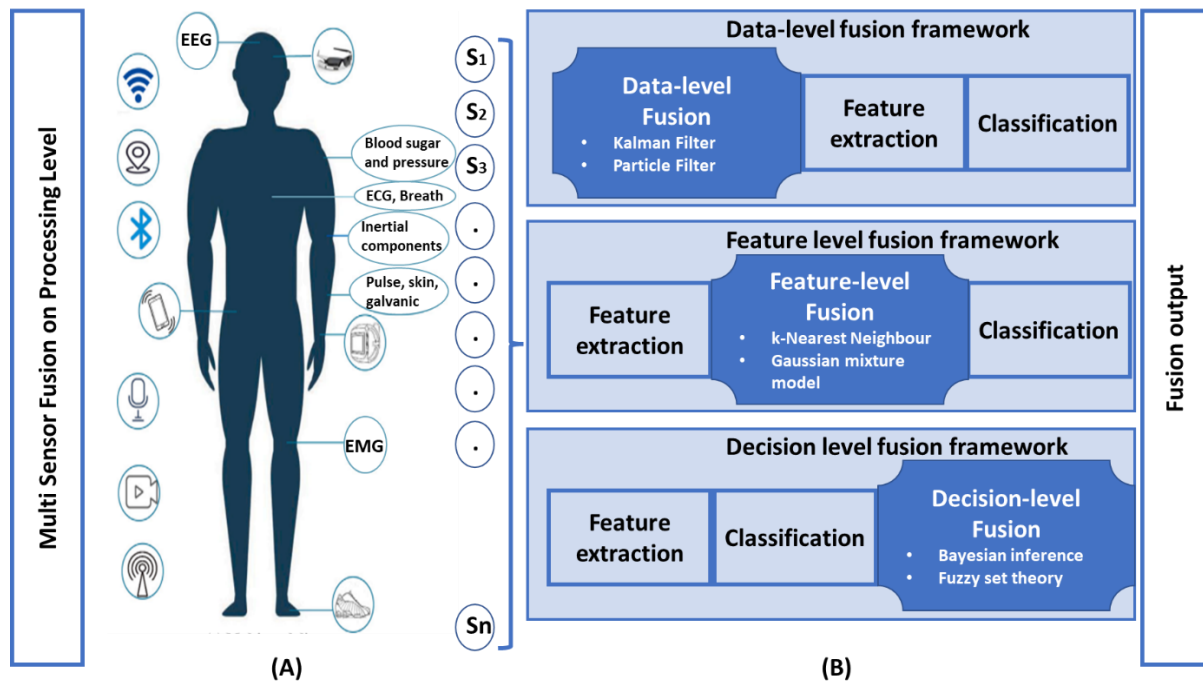 Multi Sensor Fusion on Processing Level
EEG
Blood sugar
and pressure
ECG, Breath
Inertial
components
Pulse, skin,
galvanic
EMG
S1
S2
S3
.
.
.
.
.
Sn
(A)
Data-level fusion framework
Data-level
Fusion
• Kalman Filter
• Particle Filter
Feature
extraction
Classification
Feature level fusion framework
Feature
extraction
Feature-level
Fusion
• k-Nearest Neighbour
• Gaussian mixture
model
Classification
Decision level fusion framework
Feature
extraction
Classification
Decision-level
Fusion
• Bayesian inference
• Fuzzy set theory
(B)
Fusion output